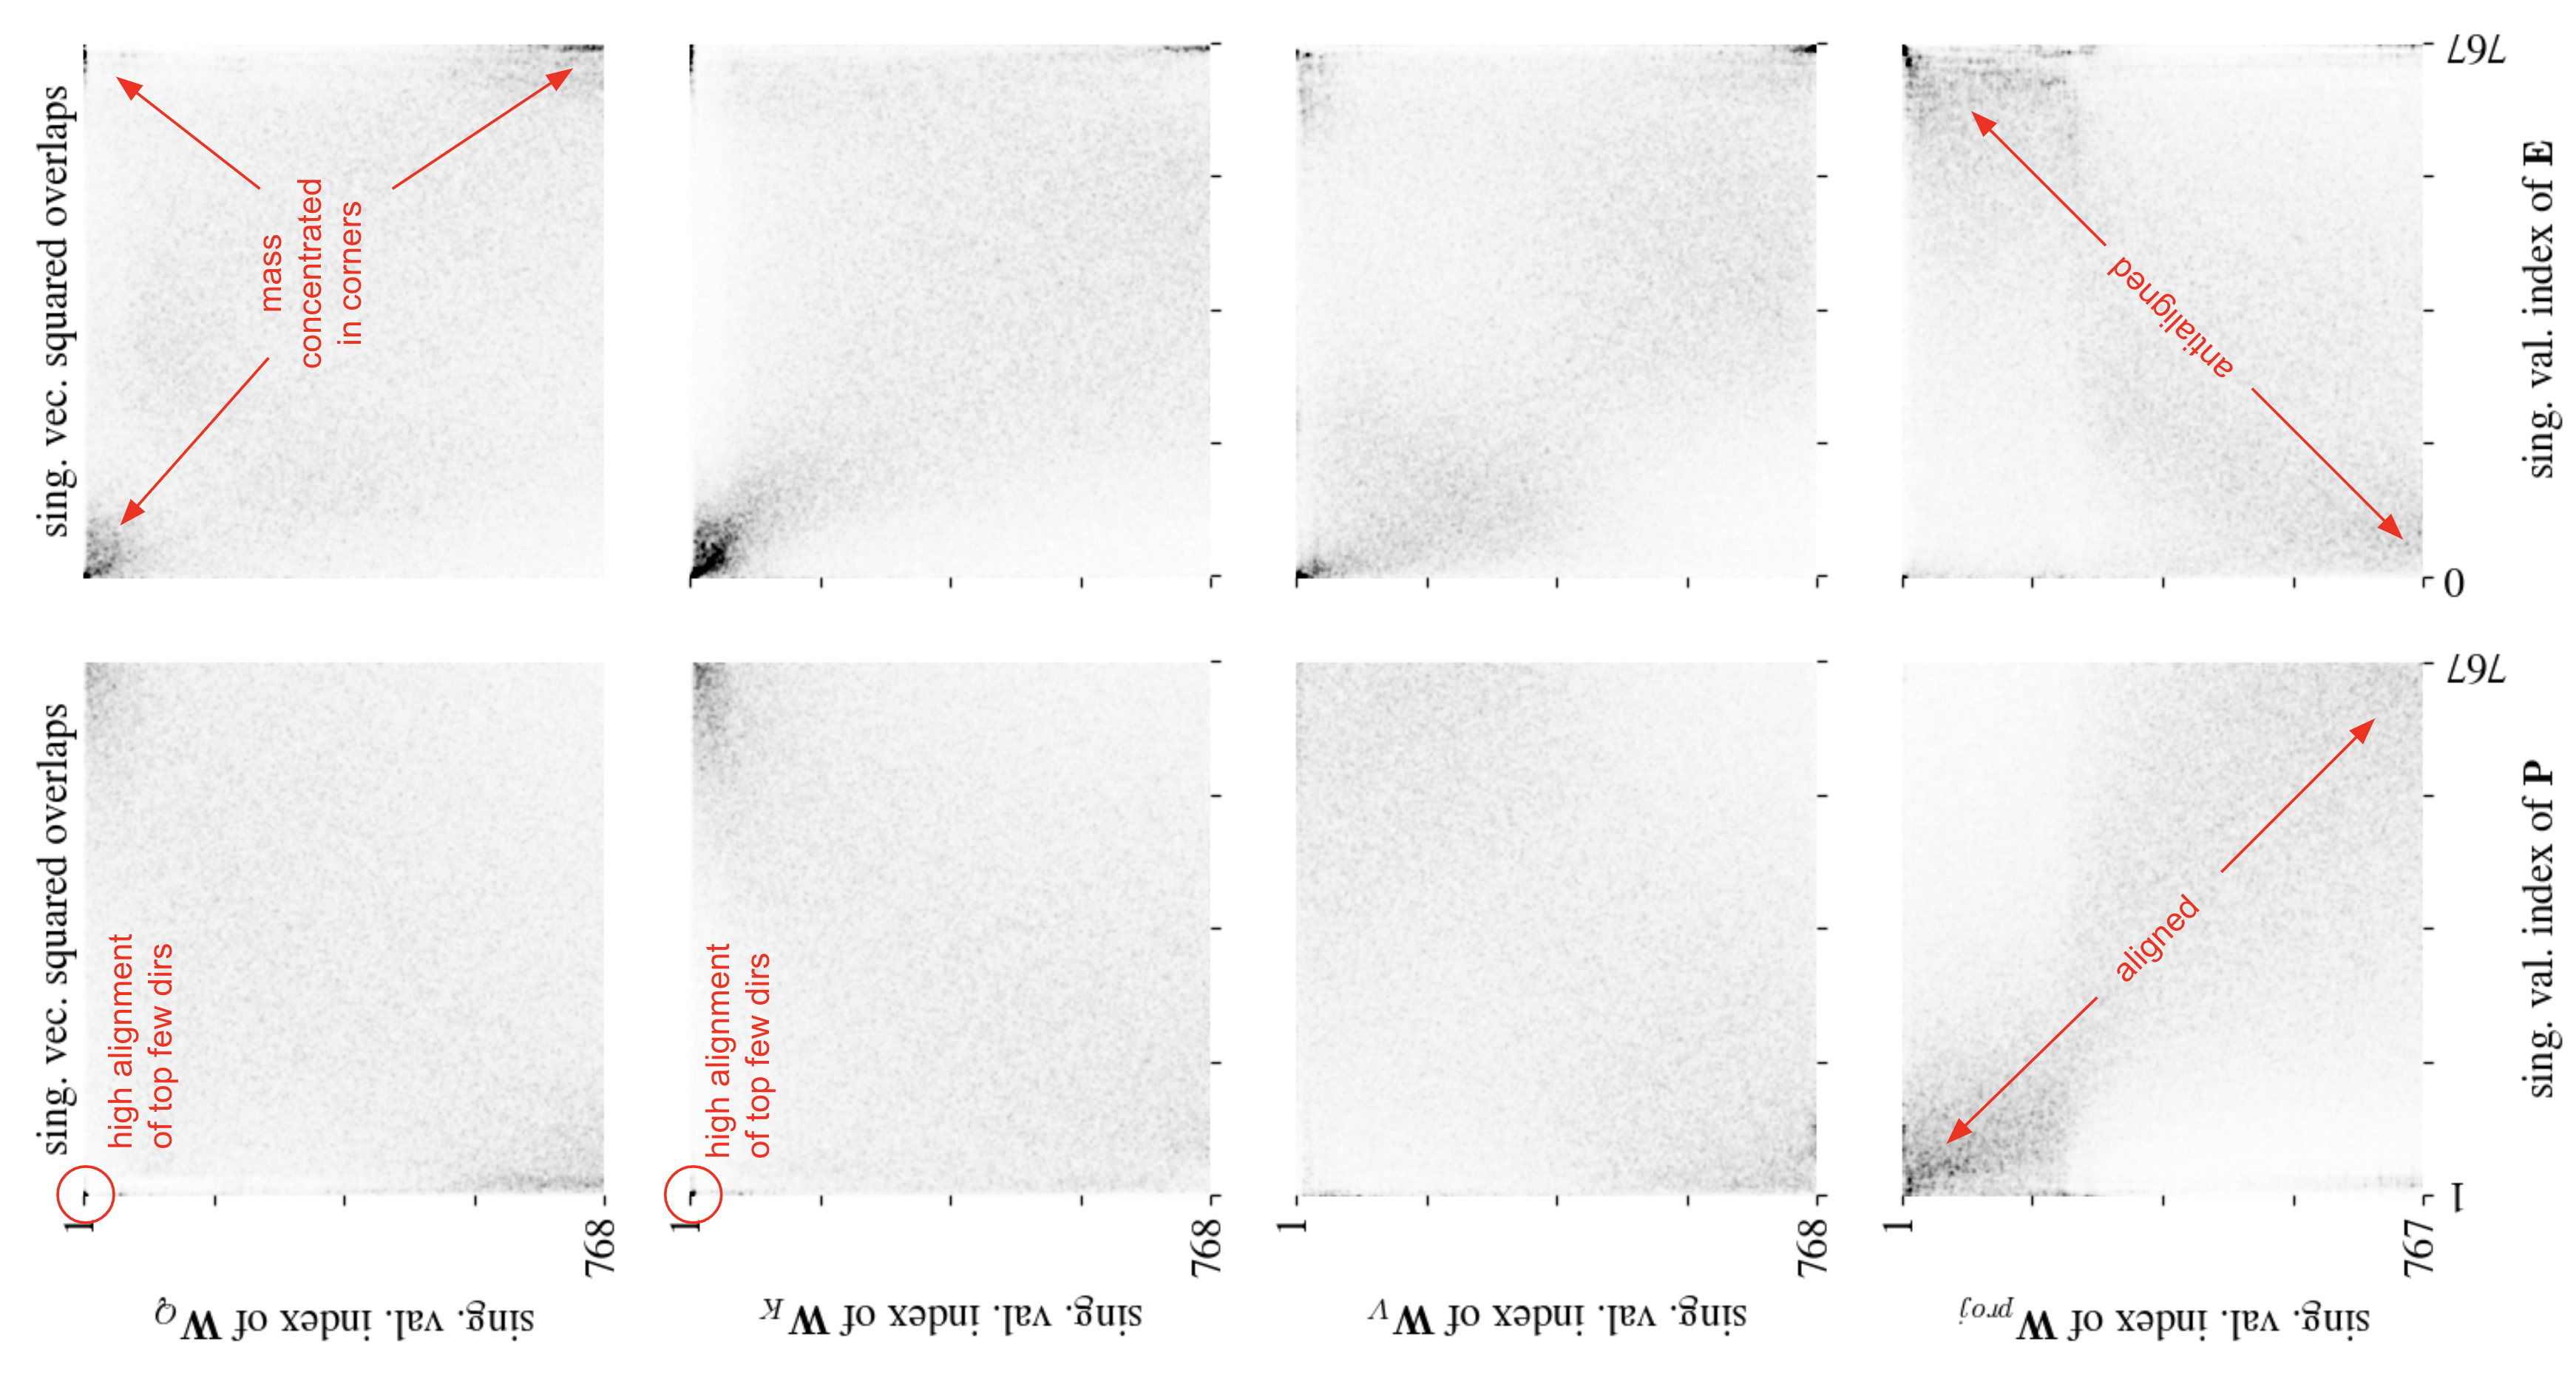 sing. vec. squared overlaps
sing. vec. squared overlaps
sing. val. index of W_Q
1
768
high alignment
of top few dirs
mass
concentrated
in corners
sing. val. index of W_K
1
768
high alignment
of top few dirs
sing. val. index of W_V
1
768
sing. val. index of W_proj
1
767
aligned
antialigned
1
767
0
767
sing. val. index of P
sing. val. index of E